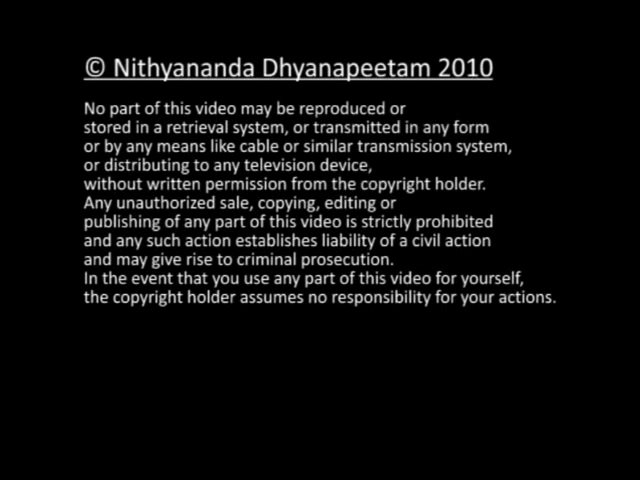 © Nithyananda Dhyanapeetam 2010
No part of this video may be reproduced or
stored in a retrieval system, or transmitted in any form
or by any means like cable or similar transmission system,
or distributing to any television device,
without written permission from the copyright holder.
Any unauthorized sale, copying, editing or
publishing of any part of this video is strictly prohibited
and any such action establishes liability of a civil action
and may give rise to criminal prosecution.
In the event that you use any part of this video for yourself,
the copyright holder assumes no responsibility for your actions.